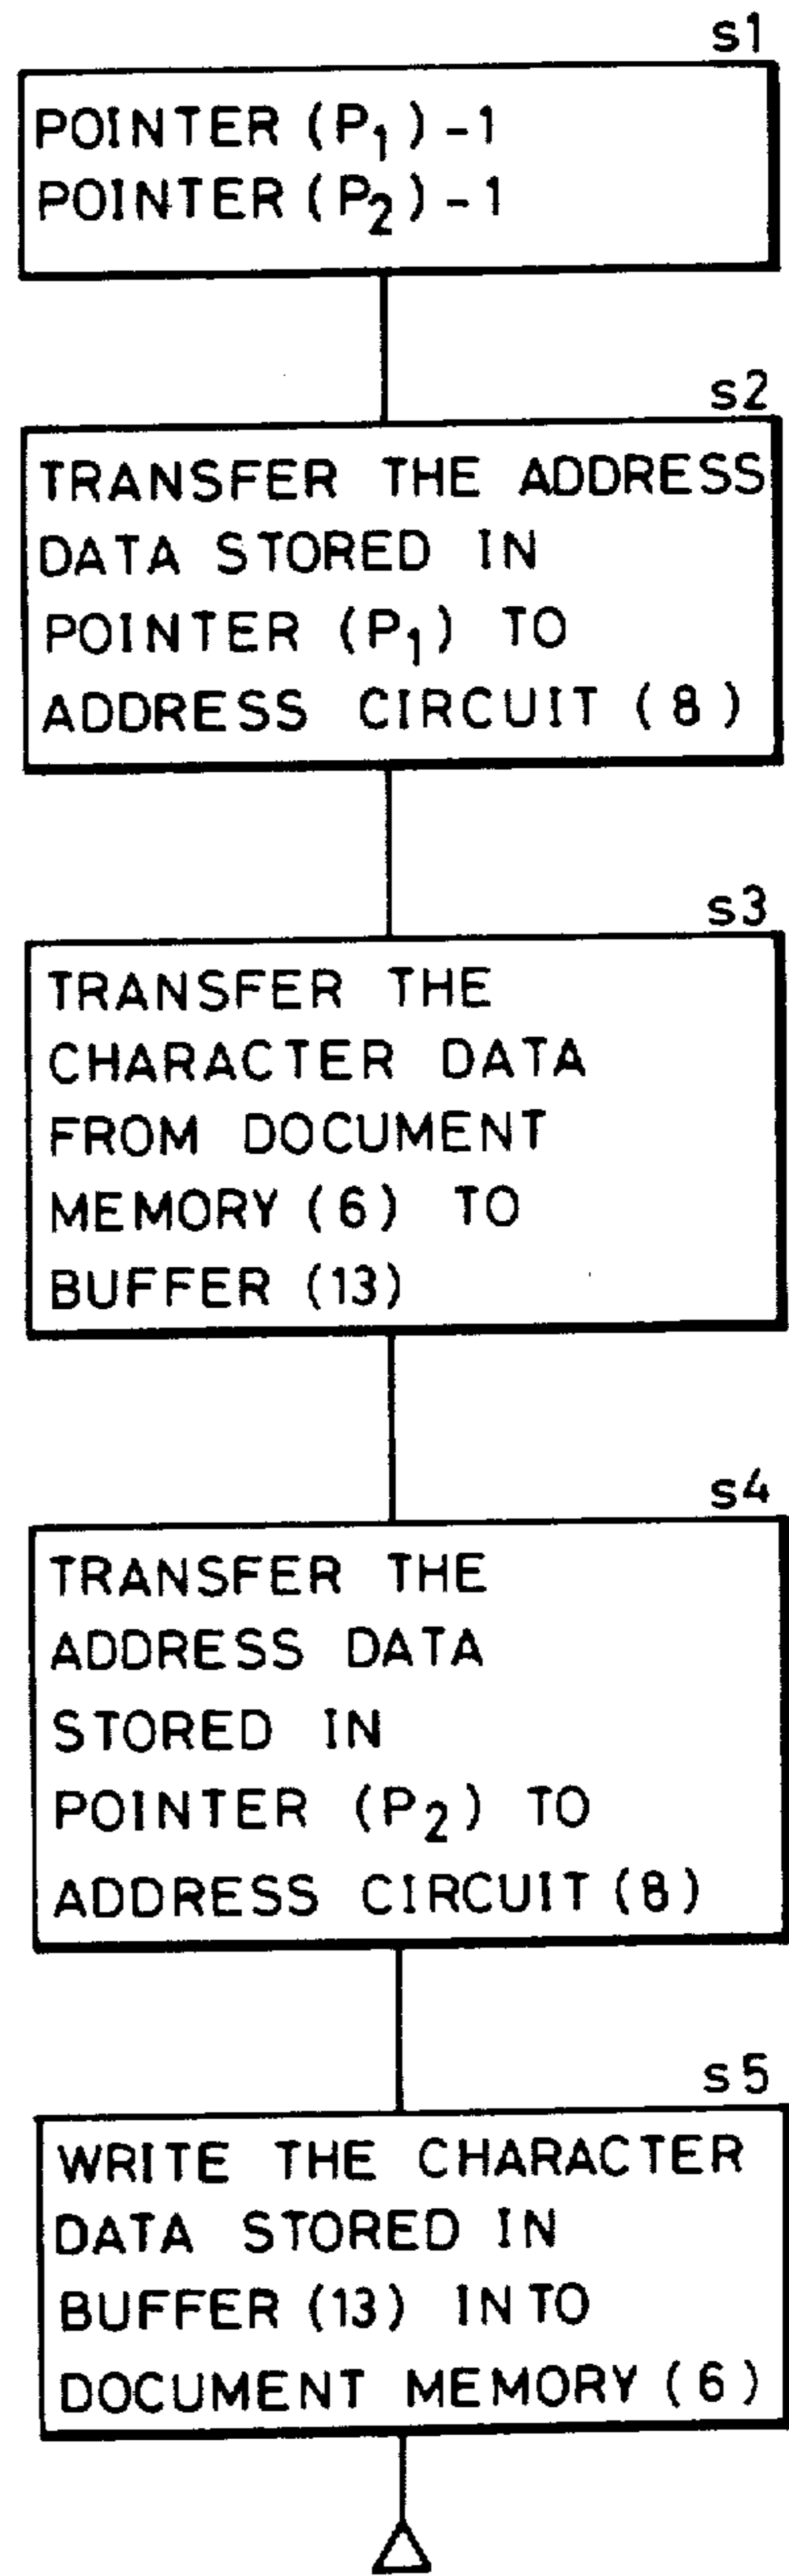 s1
POINTER (P₁) -1
POINTER (P₂) -1
s2
TRANSFER THE ADDRESS
DATA STORED IN
POINTER (P₁) TO
ADDRESS CIRCUIT (8)
s3
TRANSFER THE
CHARACTER DATA
FROM DOCUMENT
MEMORY (6) TO
BUFFER (13)
s4
TRANSFER THE
ADDRESS DATA
STORED IN
POINTER (P₂) TO
ADDRESS CIRCUIT (8)
s5
WRITE THE CHARACTER
DATA STORED IN
BUFFER (13) INTO
DOCUMENT MEMORY (6)